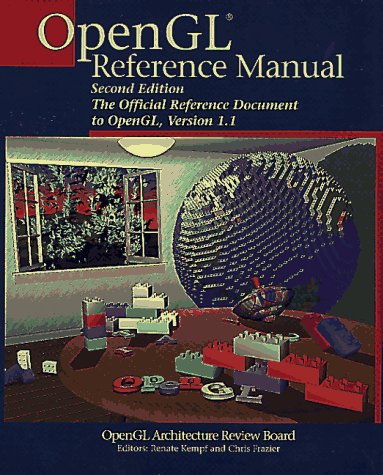 OpenGL®
Reference Manual
Second Edition
The Official Reference Document
to OpenGL, Version 1.1
OPENGL
OpenGL Architecture Review Board
Editors: Renate Kempf and Chris Frazier